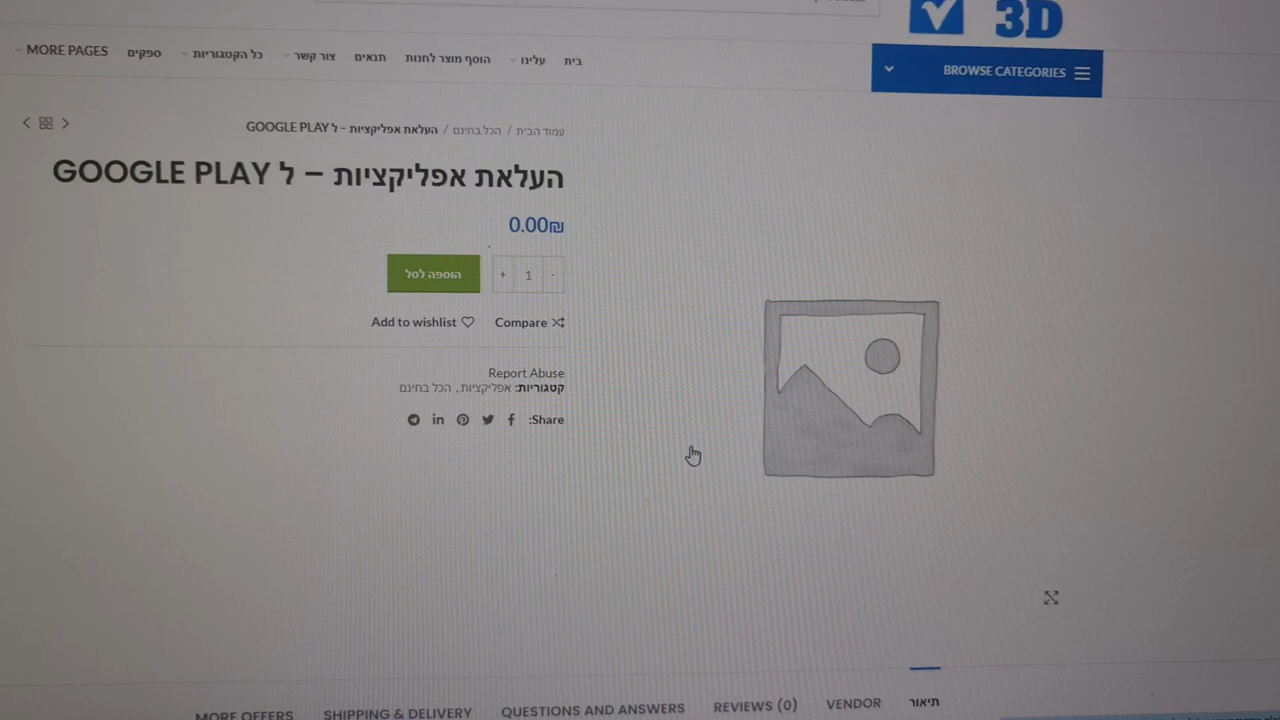 3D
BROWSE CATEGORIES
בית עלינו הוסף מוצר לחנות תנאים צור קשר כל הקטגוריות ספקים MORE PAGES
עמוד הבית / הכל בחינם / העלאת אפליקציות – ל GOOGLE PLAY
העלאת אפליקציות – ל GOOGLE PLAY
₪0.00
- 1 + הוספה לסל
Compare Add to wishlist
Report Abuse
קטגוריות: אפליקציות, הכל בחינם
Share:
תיאור VENDOR REVIEWS (0) QUESTIONS AND ANSWERS SHIPPING & DELIVERY MORE OFFERS